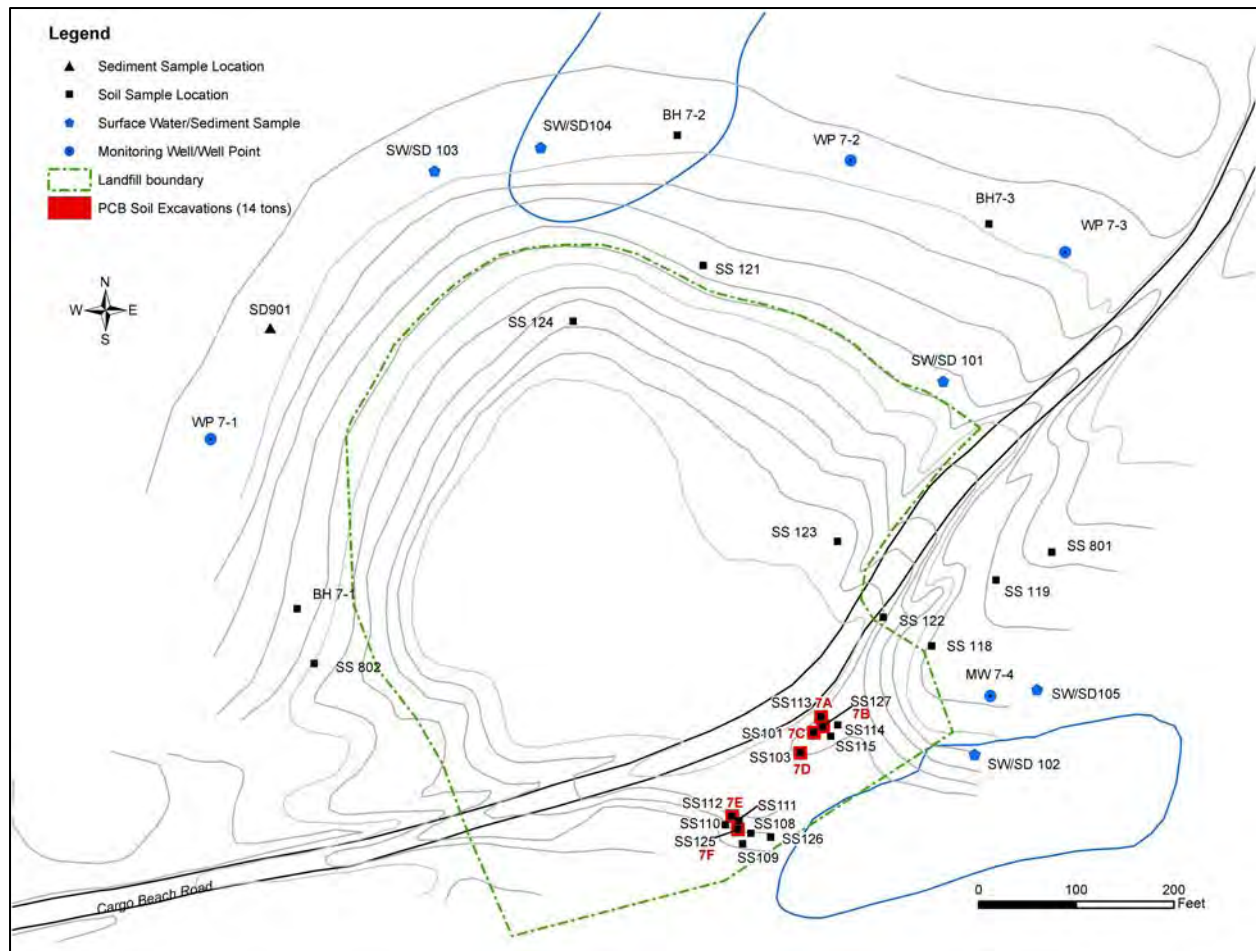 Legend
Sediment Sample Location
Soil Sample Location
Surface Water/Sediment Sample
Monitoring Well/Well Point
Landfill boundary
PCB Soil Excavations (14 tons)
N
W E
S
BH 7-2
SW/SD104
WP 7-2
SW/SD 103
BH7-3
WP 7-3
SS 121
SD901
SS 124
SW/SD 101
WP 7-1
SS 123
SS 801
SS 119
BH 7-1
SS 122
SS 118
SS 802
MW 7-4
SW/SD105
SS113 7A SS127
7B
SS101 7C SS114
SS115
SS103
7D
SW/SD 102
SS112 7E SS111
SS110 SS108
SS125 SS126
7F SS109
Cargo Beach Road
0 100 200
Feet